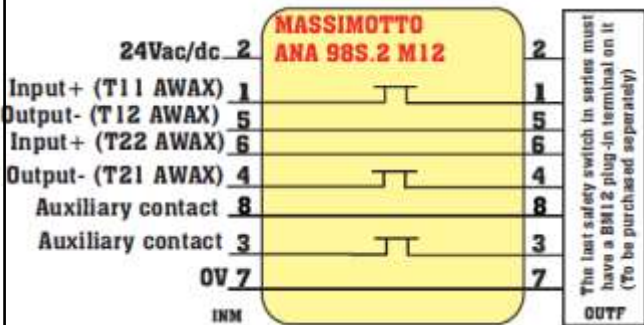 MASSIMOTTO
ANA 98S.2 M12
24Vac/dc 2 2
Input+ (T11 AWAX) 1 1
Output- (T12 AWAX) 5 5
Input+ (T22 AWAX) 6 6
Output- (T21 AWAX) 4 4
Auxiliary contact 8 8
Auxiliary contact 3 3
0V 7 7
INM
The last safety switch in series must
have a BM12 plug-in terminal on it
(To be purchased seperately)
OUTF